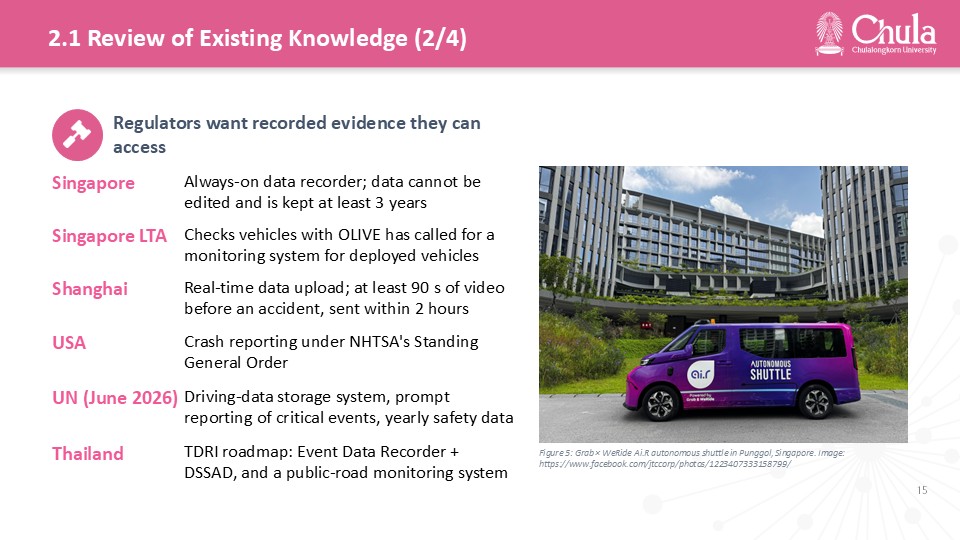 2.1 Review of Existing Knowledge (2/4)
Chula
Chulalongkorn University
Regulators want recorded evidence they can
access
Singapore
Always-on data recorder; data cannot be
edited and is kept at least 3 years
Singapore LTA
Checks vehicles with OLIVE has called for a
monitoring system for deployed vehicles
Shanghai
Real-time data upload; at least 90 s of video
before an accident, sent within 2 hours
USA
Crash reporting under NHTSA's Standing
General Order
UN (June 2026)
Driving-data storage system, prompt
reporting of critical events, yearly safety data
Thailand
TDRI roadmap: Event Data Recorder +
DSSAD, and a public-road monitoring system
ai.r
Powered by
Grab & WeRide
AUTONOMOUS
SHUTTLE
Figure 5: Grab × WeRide Ai.R autonomous shuttle in Punggol, Singapore. Image:
https://www.facebook.com/jtccorp/photos/1223407333158799/
15